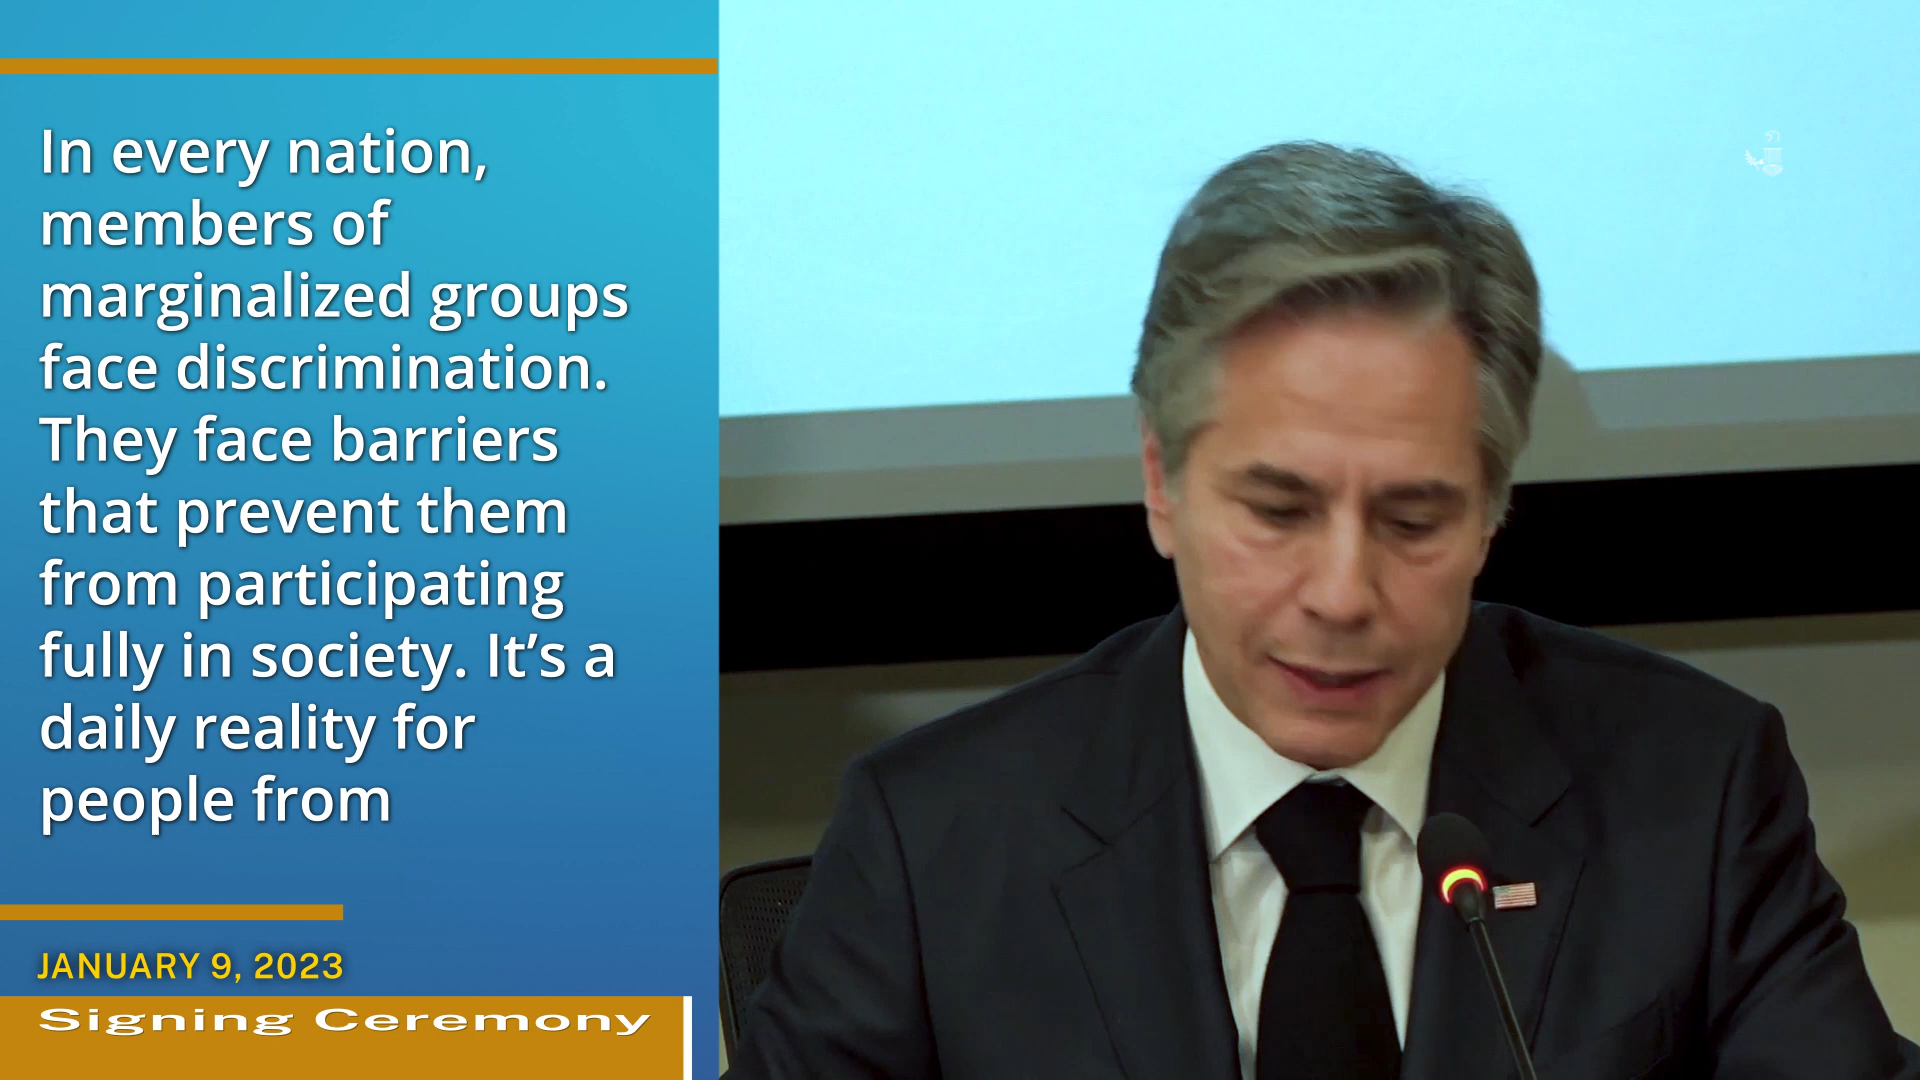 In every nation,
members of
marginalized groups
face discrimination.
They face barriers
that prevent them
from participating
fully in society. It’s a
daily reality for
people from
JANUARY 9, 2023
Signing Ceremony